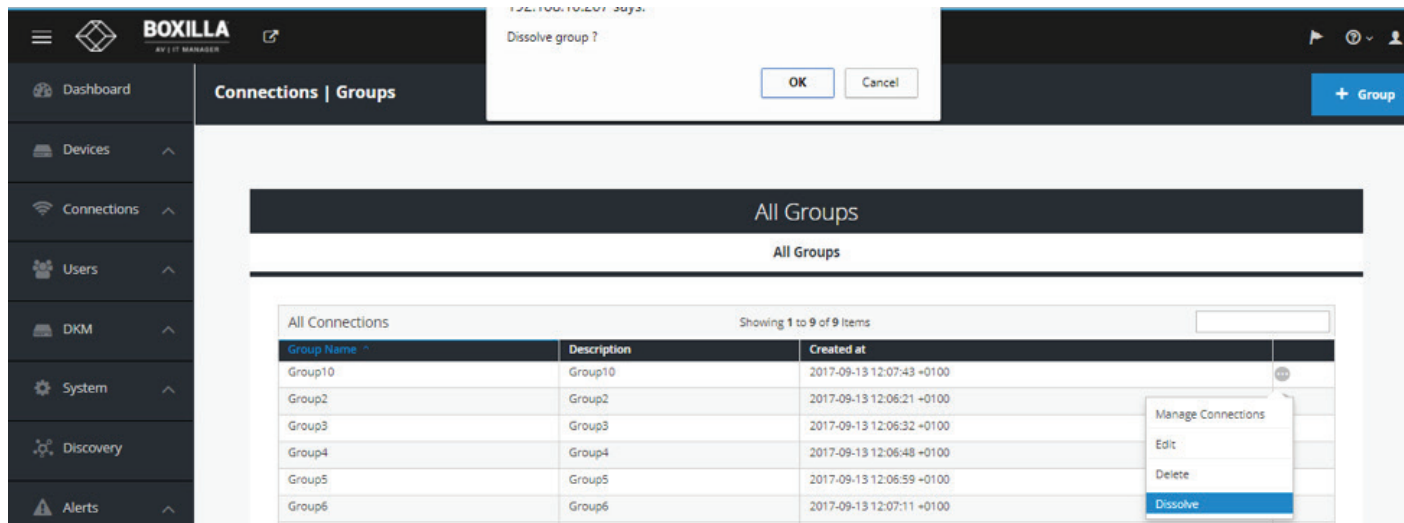 192.168.10.207 says:
Dissolve group ?
OK Cancel
BOXILLA
AV | IT MANAGER
Connections | Groups
+ Group
Dashboard
Devices
Connections
Users
DKM
System
Discovery
Alerts
All Groups
All Groups
All Connections Showing 1 to 9 of 9 Items
Group Name Description Created at
Group10 Group10 2017-09-13 12:07:43 +0100
Group2 Group2 2017-09-13 12:06:21 +0100
Group3 Group3 2017-09-13 12:06:32 +0100
Group4 Group4 2017-09-13 12:06:48 +0100
Group5 Group5 2017-09-13 12:06:59 +0100
Group6 Group6 2017-09-13 12:07:11 +0100
Manage Connections
Edit
Delete
Dissolve